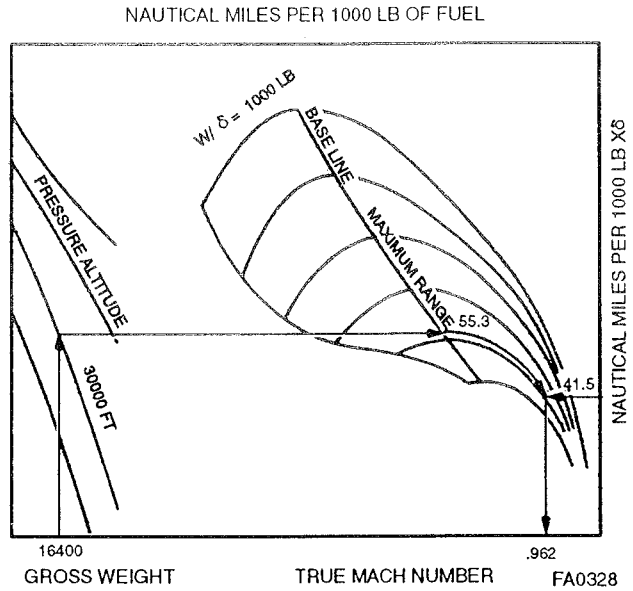 NAUTICAL MILES PER 1000 LB OF FUEL
W/ δ = 1000 LB
BASE LINE
MAXIMUM RANGE
PRESSURE ALTITUDE
30000 FT
55.3
41.5
NAUTICAL MILES PER 1000 LB Xδ
16400
.962
GROSS WEIGHT
TRUE MACH NUMBER
FA0328